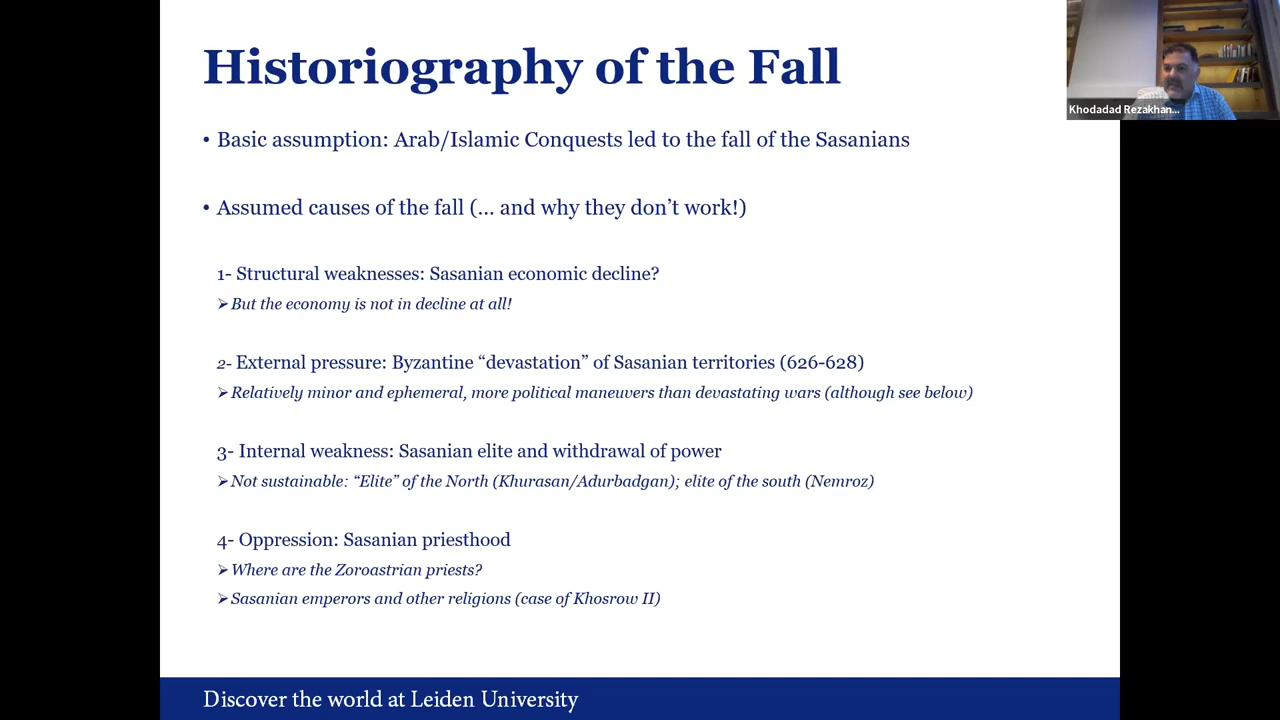 Historiography of the Fall
Khodadad Rezakhan...
• Basic assumption: Arab/Islamic Conquests led to the fall of the Sasanians
• Assumed causes of the fall (... and why they don't work!)
1- Structural weaknesses: Sasanian economic decline?
➢ But the economy is not in decline at all!
2- External pressure: Byzantine “devastation” of Sasanian territories (626-628)
➢ Relatively minor and ephemeral, more political maneuvers than devastating wars (although see below)
3- Internal weakness: Sasanian elite and withdrawal of power
➢ Not sustainable: “Elite” of the North (Khurasan/Adurbadgan); elite of the south (Nemroz)
4- Oppression: Sasanian priesthood
➢ Where are the Zoroastrian priests?
➢ Sasanian emperors and other religions (case of Khosrow II)
Discover the world at Leiden University